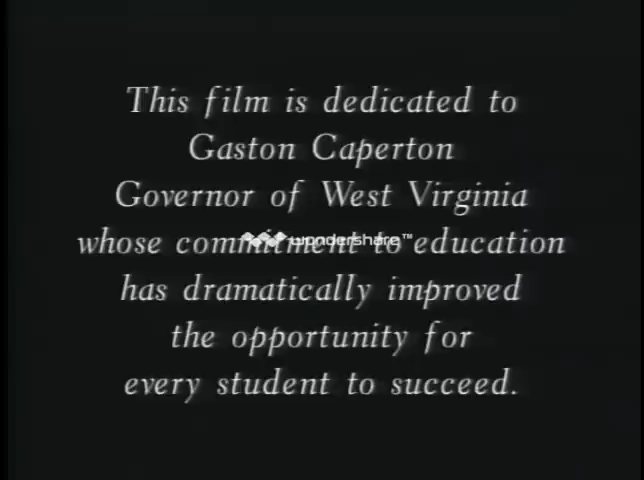 This film is dedicated to
Gaston Caperton
Governor of West Virginia
whose commitment to education
wondershare™
has dramatically improved
the opportunity for
every student to succeed.